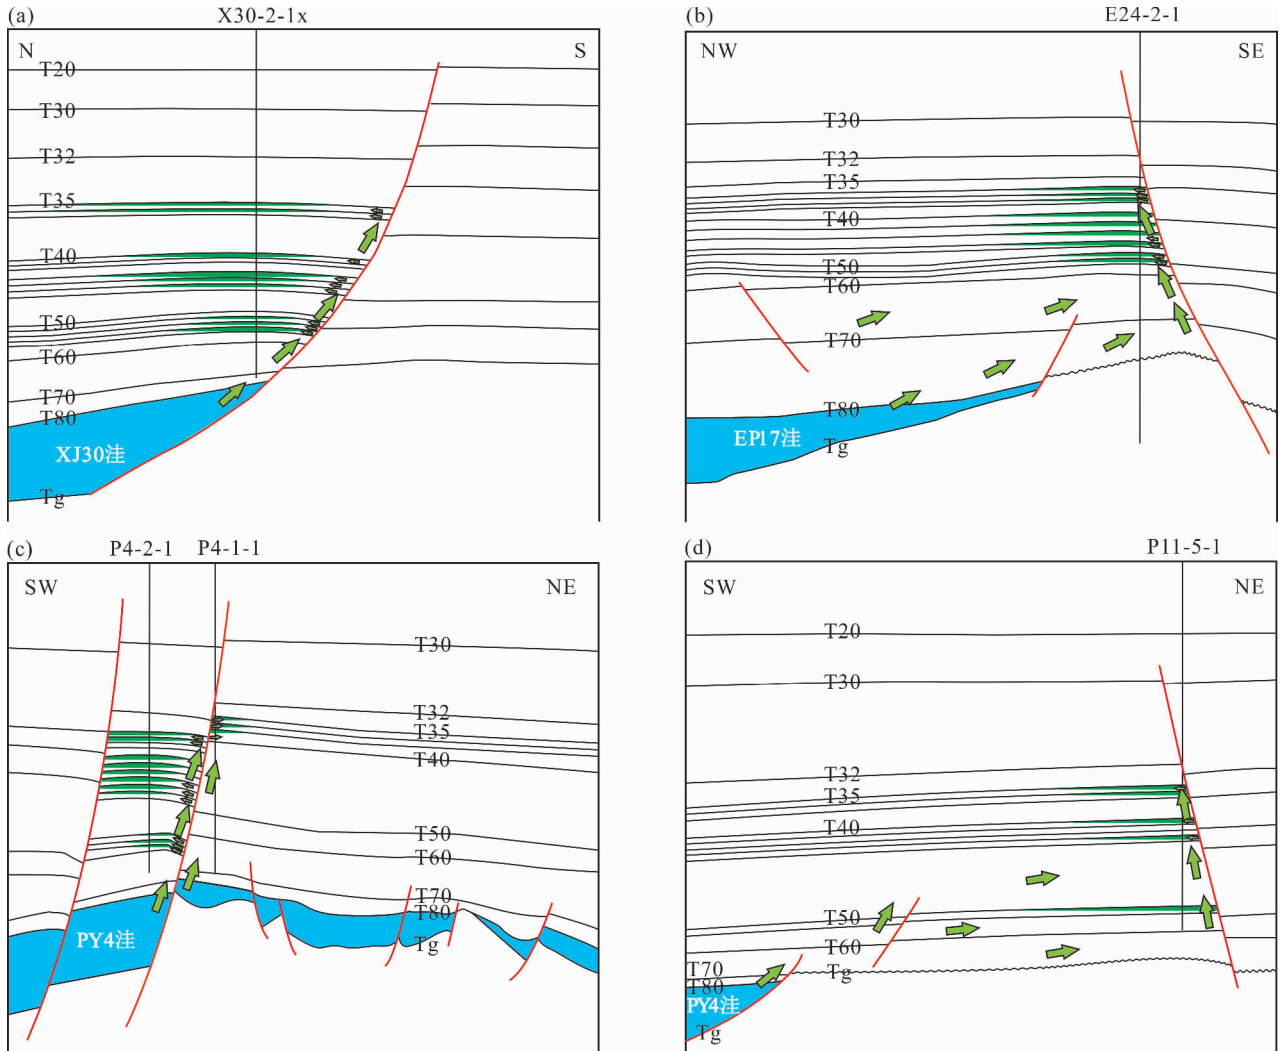 (a)
X30-2-1x
N
S
T20
T30
T32
T35
T40
T50
T60
T70
T80
XJ30洼
Tg
(b)
E24-2-1
NW
SE
T30
T32
T35
T40
T50
T60
T70
T80
EP17洼
Tg
(c)
P4-2-1
P4-1-1
SW
NE
T30
T32
T35
T40
T50
T60
T70
T80
Tg
PY4洼
(d)
P11-5-1
SW
NE
T20
T30
T32
T35
T40
T50
T60
T70
Tg
T80
PY4洼
Tg